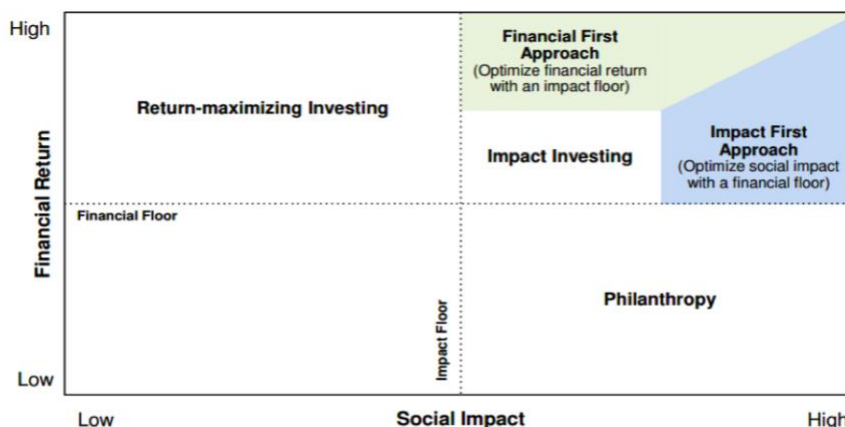 High
Financial First
Approach
(Optimize financial return
with an impact floor)
Return-maximizing Investing
Impact First
Approach
(Optimize social impact
with a financial floor)
Impact Investing
Financial Return
Financial Floor
Impact Floor
Philanthropy
Low
Low
Social Impact
High